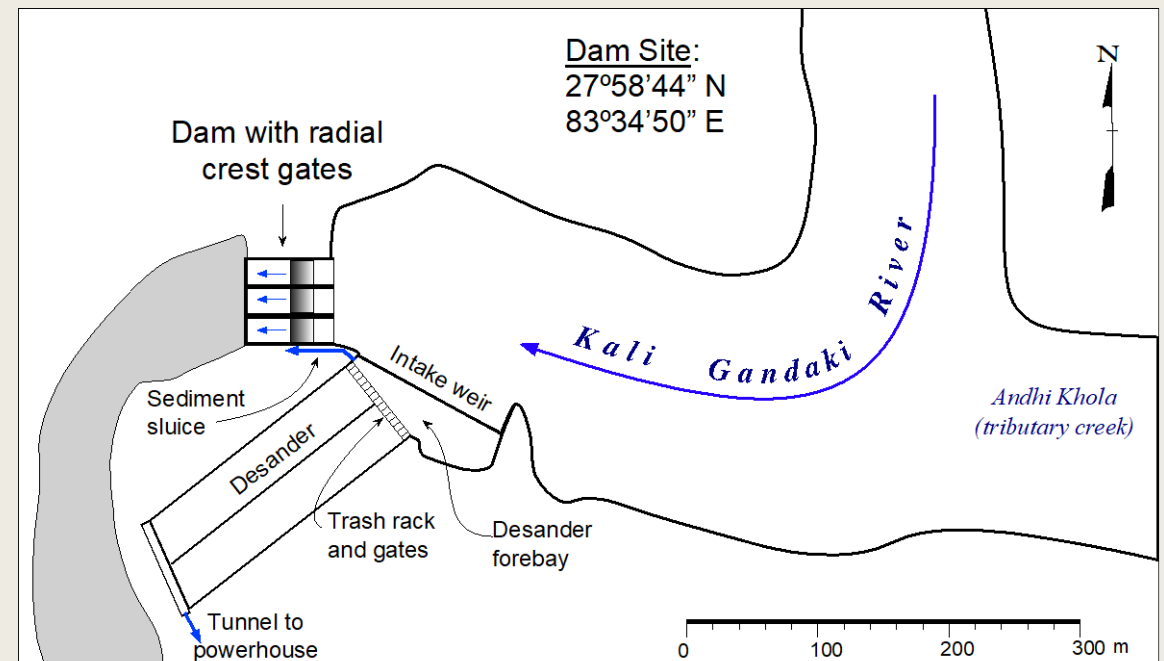 Dam Site:
27º58’44” N
83º34’50” E
N
Dam with radial
crest gates
Kali Gandaki River
Intake weir
Andhi Khola
(tributary creek)
Sediment
sluice
Desander
Trash rack
and gates
Desander
forebay
Tunnel to
powerhouse
0 100 200 300 m